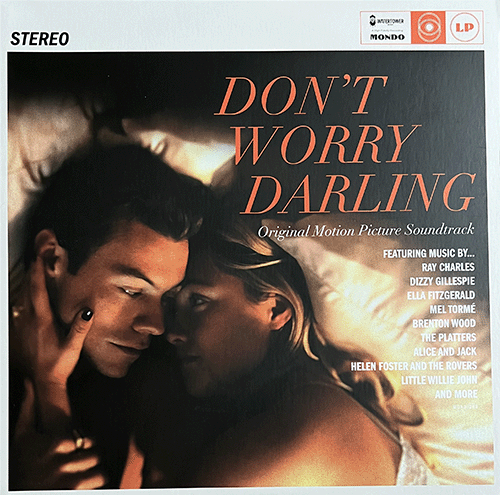 STEREO
WATERTOWER
MONDO
LP
DON'T
WORRY
DARLING
Original Motion Picture Soundtrack
FEATURING MUSIC BY...
RAY CHARLES
DIZZY GILLESPIE
ELLA FITZGERALD
MEL TORMÉ
BRENTON WOOD
THE PLATTERS
ALICE AND JACK
HELEN FOSTER AND THE ROVERS
LITTLE WILLIE JOHN
AND MORE